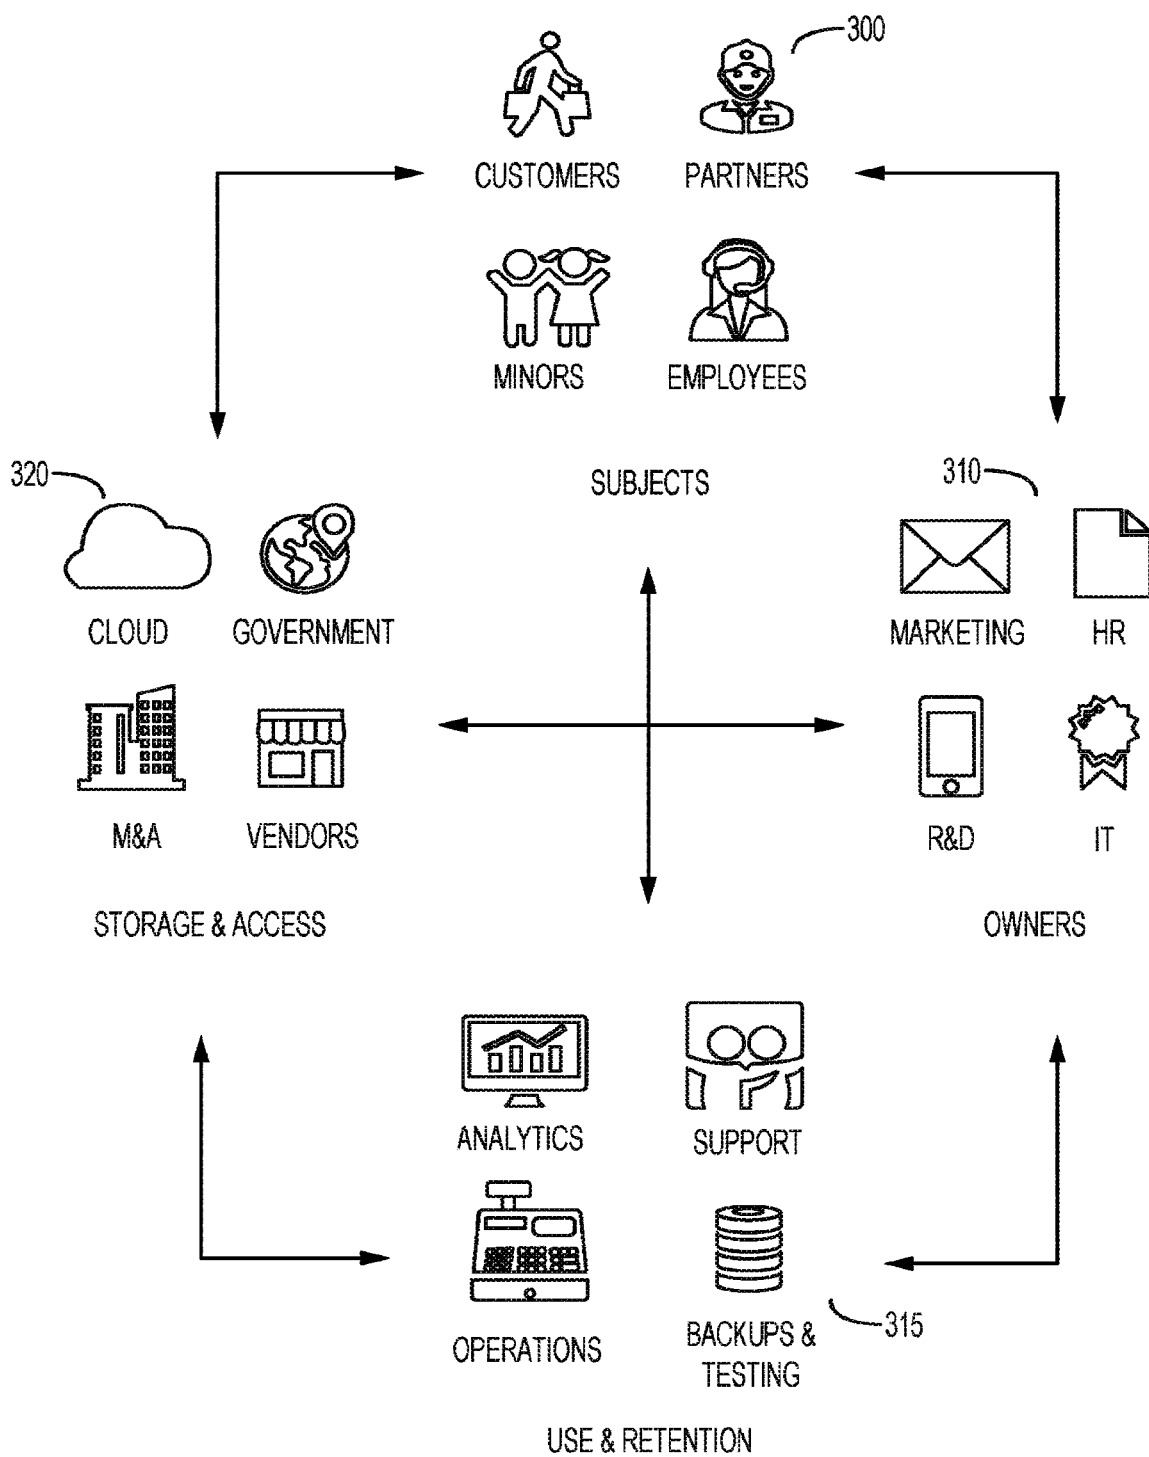 300
CUSTOMERS PARTNERS
MINORS EMPLOYEES
SUBJECTS
320
310
CLOUD GOVERNMENT
MARKETING HR
M&A VENDORS
R&D IT
STORAGE & ACCESS
OWNERS
ANALYTICS SUPPORT
OPERATIONS
BACKUPS &
TESTING
315
USE & RETENTION